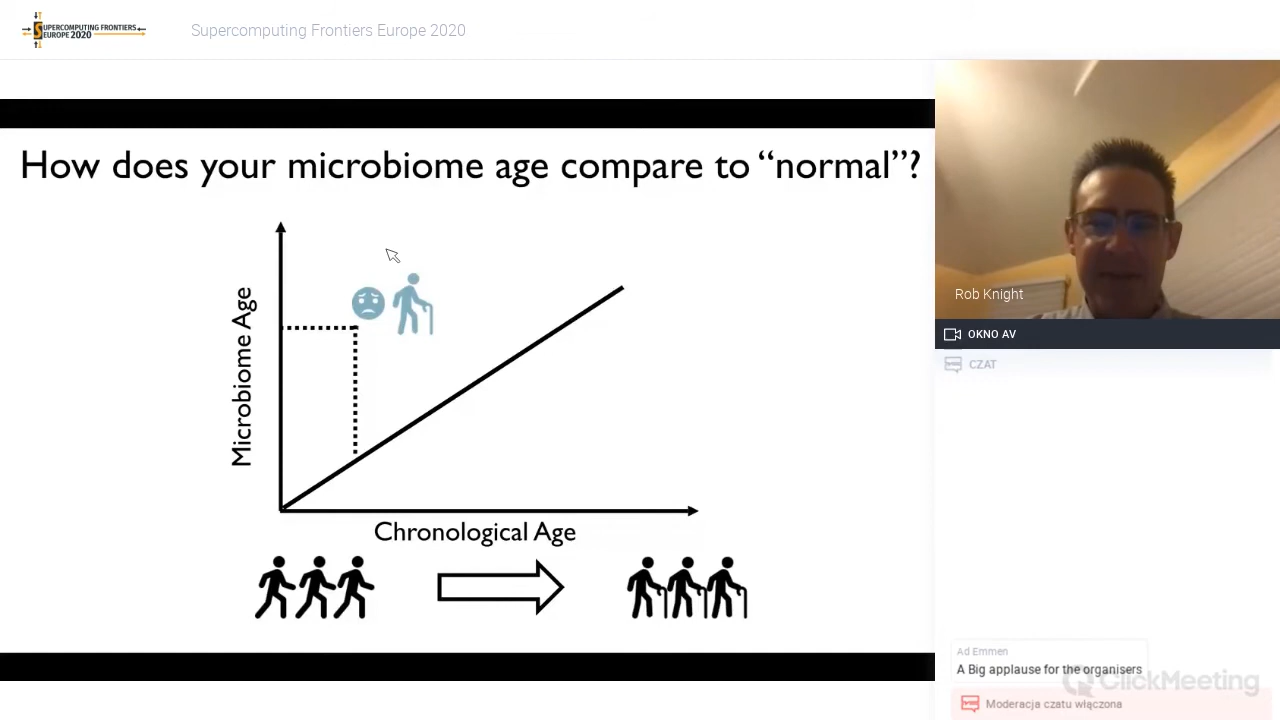 SUPERCOMPUTING FRONTIERS
EUROPE 2020
Supercomputing Frontiers Europe 2020
How does your microbiome age compare to “normal”?
Microbiome Age
Chronological Age
Rob Knight
OKNO AV
CZAT
Ad Emmen
A Big applause for the organisers
ClickMeeting
Moderacja czatu włączona